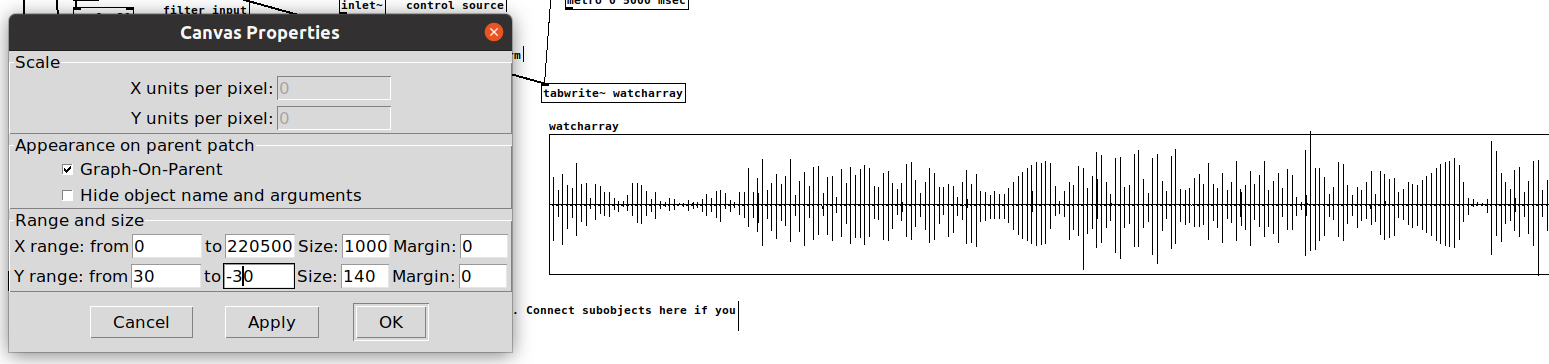 filter input
inlet~
control source
metro 0 5000 msec
Canvas Properties
Scale
X units per pixel: 0
Y units per pixel: 0
Appearance on parent patch
Graph-On-Parent
Hide object name and arguments
Range and size
X range: from 0 to 220500 Size: 1000 Margin: 0
Y range: from 30 to -30 Size: 140 Margin: 0
Cancel Apply OK
tabwrite~ watcharray
watcharray
. Connect subobjects here if you